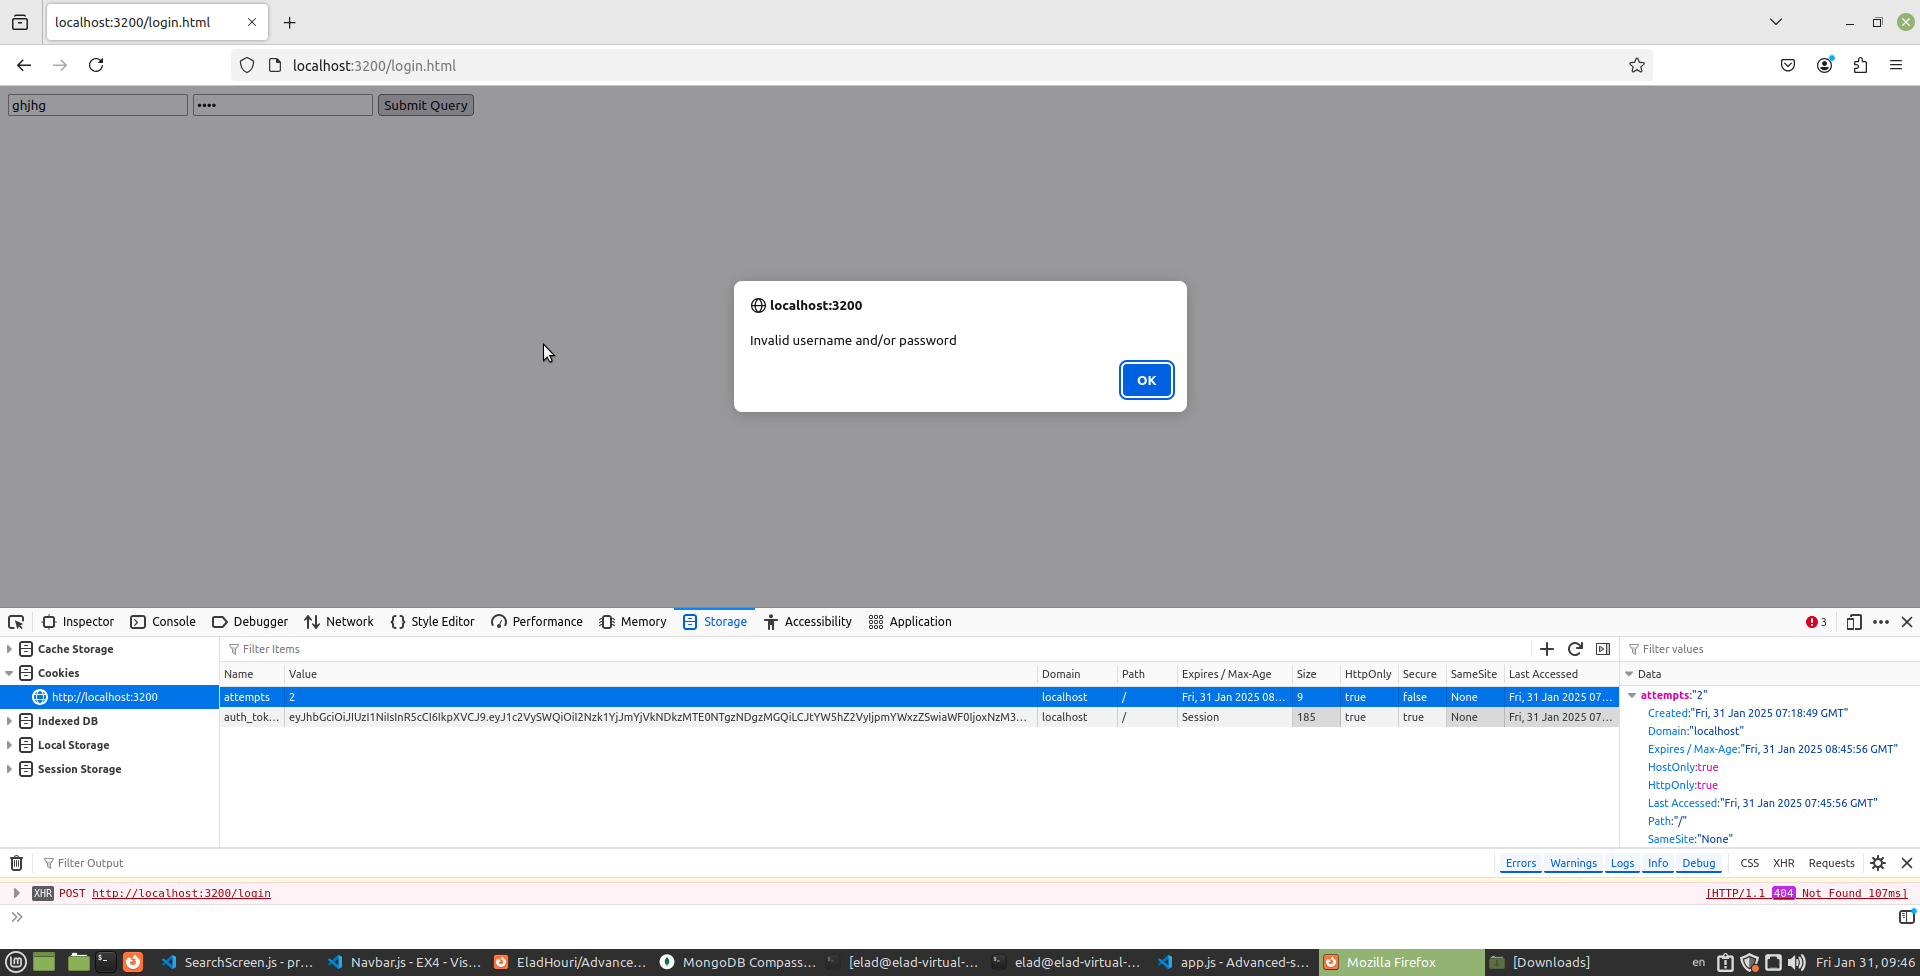 localhost:3200/login.html
localhost:3200/login.html
ghjhg •••• Submit Query
localhost:3200
Invalid username and/or password
OK
Inspector Console Debugger Network Style Editor Performance Memory Storage Accessibility Application 3
Cache Storage
Cookies
http://localhost:3200
Indexed DB
Local Storage
Session Storage
Filter Items
Name Value Domain Path Expires / Max-Age Size HttpOnly Secure SameSite Last Accessed
attempts 2 localhost / Fri, 31 Jan 2025 08... 9 true false None Fri, 31 Jan 2025 07...
auth_tok... localhost / Session 185 true true None Fri, 31 Jan 2025 07...
Filter values
Data
attempts:"2"
Created:"Fri, 31 Jan 2025 07:18:49 GMT"
Domain:"localhost"
Expires / Max-Age:"Fri, 31 Jan 2025 08:45:56 GMT"
HostOnly:true
HttpOnly:true
Last Accessed:"Fri, 31 Jan 2025 07:45:56 GMT"
Path:"/"
SameSite:"None"
Filter Output
Errors Warnings Logs Info Debug CSS XHR Requests
XHR POST http://localhost:3200/login [HTTP/1.1 404 Not Found 107ms]
SearchScreen.js - pr... Navbar.js - EX4 - Vis... EladHouri/Advance... MongoDB Compass... [elad@elad-virtual-... elad@elad-virtual-... app.js - Advanced-s... Mozilla Firefox [Downloads] en Fri Jan 31, 09:46